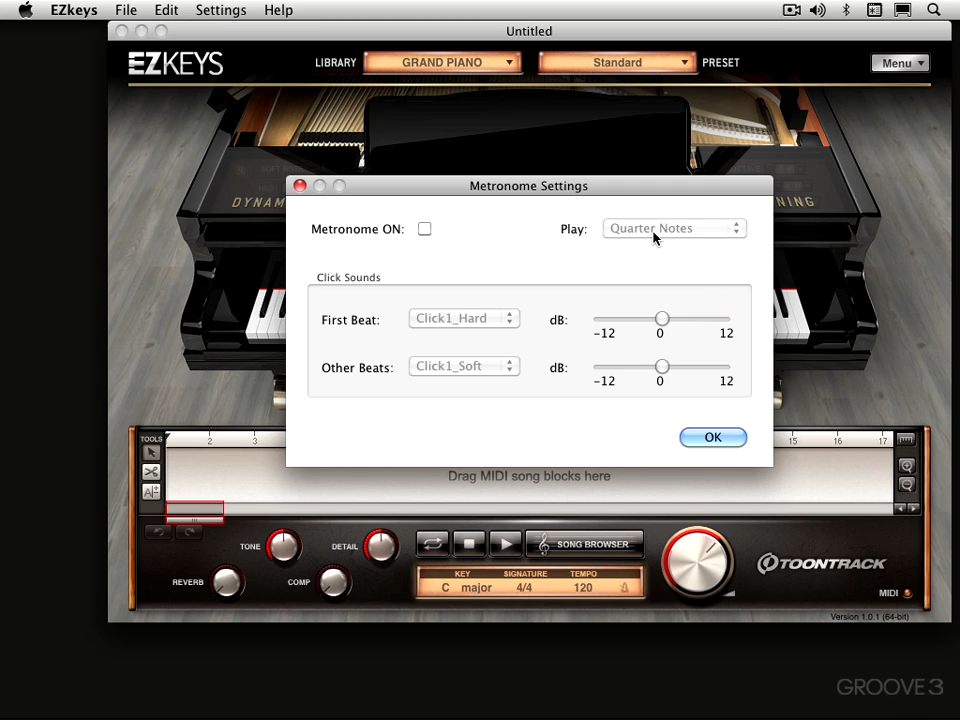 EZkeys File Edit Settings Help
Untitled
EZKEYS LIBRARY GRAND PIANO Standard PRESET Menu
Metronome Settings
Metronome ON: Play: Quarter Notes
Click Sounds
First Beat: Click1_Hard dB:
-12 0 12
Other Beats: Click1_Soft dB:
-12 0 12
OK
TOOLS 2 3 15 16 17
Drag MIDI song blocks here
TONE DETAIL SONG BROWSER
REVERB COMP
KEY SIGNATURE TEMPO
C major 4/4 120
TOONTRACK
MIDI
Version 1.0.1 (64-bit)
GROOVE3